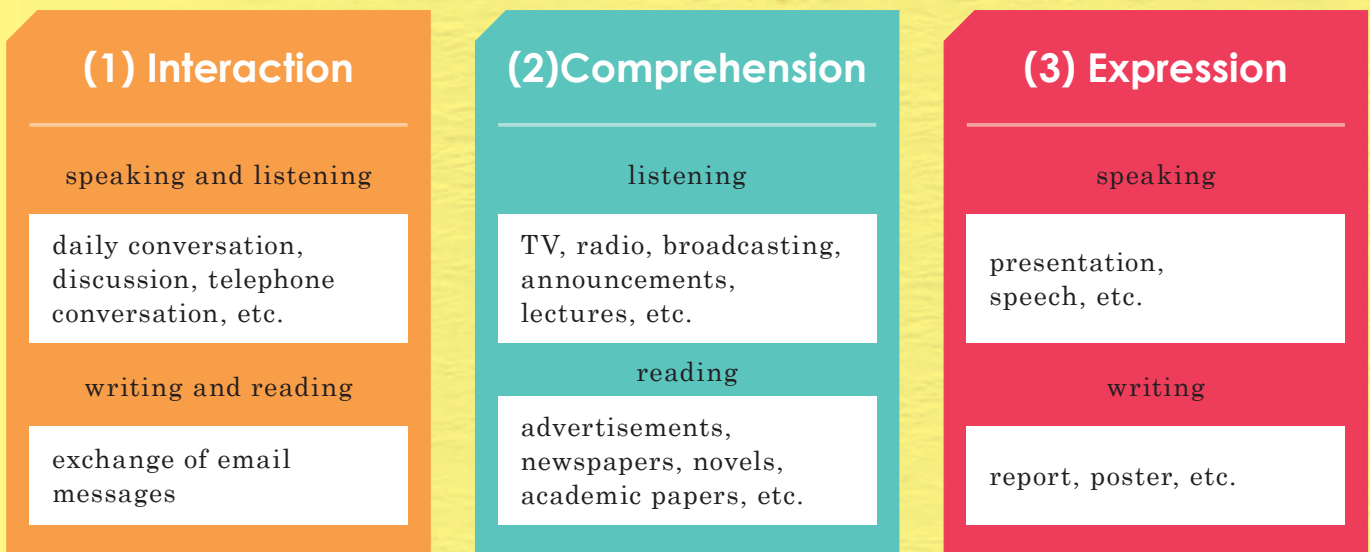 (1) Interaction
speaking and listening
daily conversation,
discussion, telephone
conversation, etc.
writing and reading
exchange of email
messages
(2)Comprehension
listening
TV, radio, broadcasting,
announcements,
lectures, etc.
reading
advertisements,
newspapers, novels,
academic papers, etc.
(3) Expression
speaking
presentation,
speech, etc.
writing
report, poster, etc.